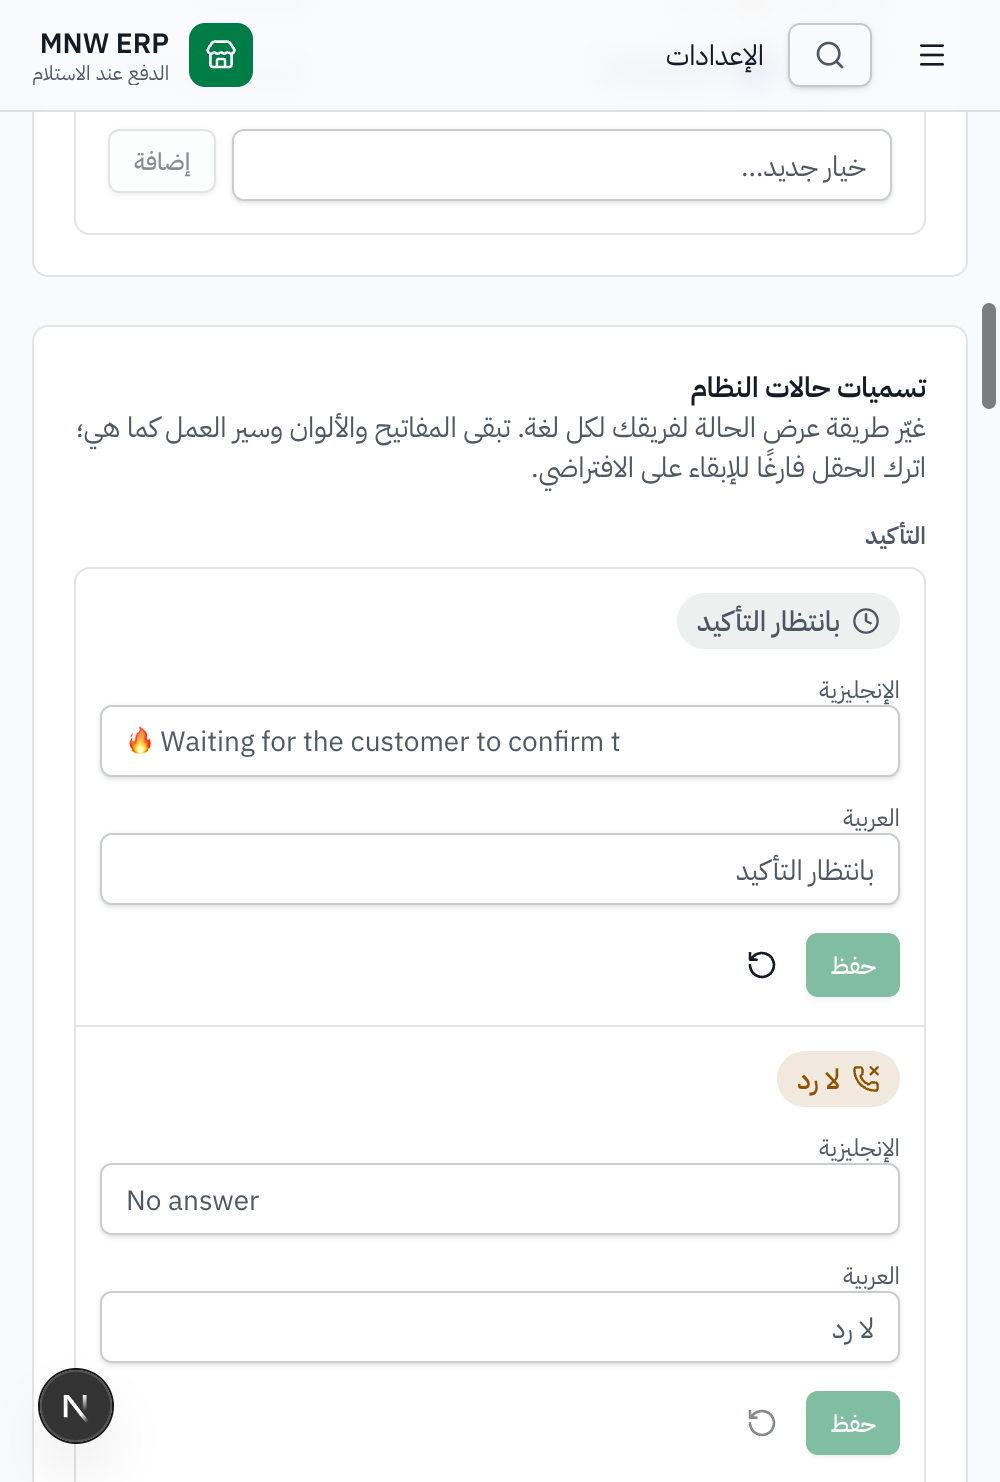 الإعدادات
MNW ERP
الدفع عند الاستلام
خيار جديد...
إضافة
تسميات حالات النظام
غيّر طريقة عرض الحالة لفريقك لكل لغة. تبقى المفاتيح والألوان وسير العمل كما هي؛
اترك الحقل فارغًا للإبقاء على الافتراضي.
التأكيد
بانتظار التأكيد
الإنجليزية
🔥 Waiting for the customer to confirm t
العربية
بانتظار التأكيد
حفظ
لا رد
الإنجليزية
No answer
العربية
لا رد
حفظ
N